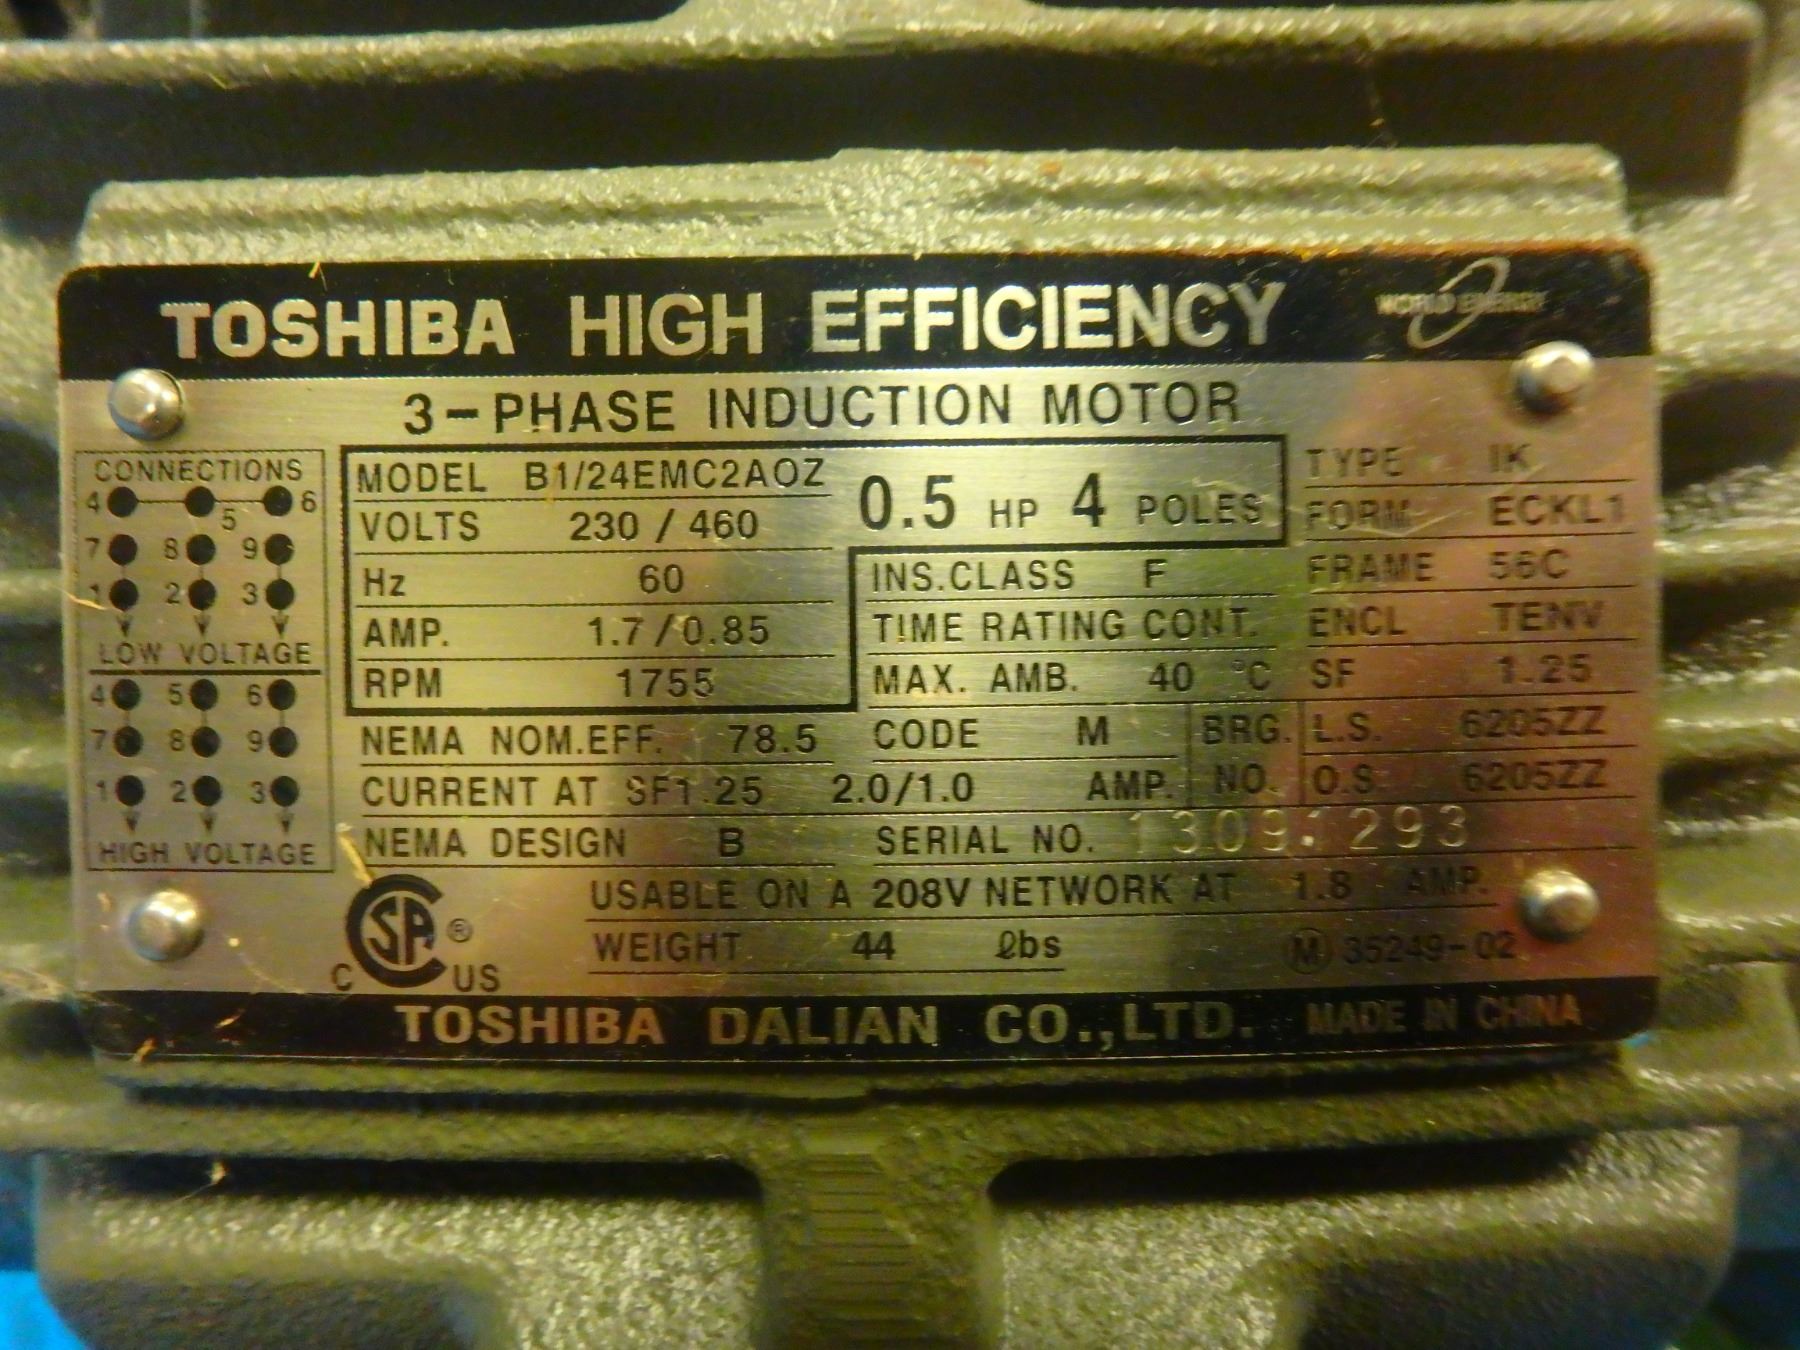 TOSHIBA HIGH EFFICIENCY WORLD ENERGY
3-PHASE INDUCTION MOTOR
CONNECTIONS
4 5 6
7 8 9
1 2 3
LOW VOLTAGE
4 5 6
7 8 9
1 2 3
HIGH VOLTAGE
MODEL B1/24EMC2AOZ
VOLTS 230 / 460
Hz 60
AMP. 1.7/0.85
RPM 1755
0.5 HP 4 POLES
INS.CLASS F
TIME RATING CONT.
MAX. AMB. 40 °C
TYPE IK
FORM ECKL1
FRAME 56C
ENCL TENV
SF 1.25
NEMA NOM.EFF. 78.5 CODE M BRG. L.S. 6205ZZ
CURRENT AT SF1.25 2.0/1.0 AMP. NO. O.S. 6205ZZ
NEMA DESIGN B SERIAL NO. 13091293
USABLE ON A 208V NETWORK AT 1.8 AMP.
WEIGHT 44 lbs M 35249-02
C SA ® C US
TOSHIBA DALIAN CO.,LTD. MADE IN CHINA